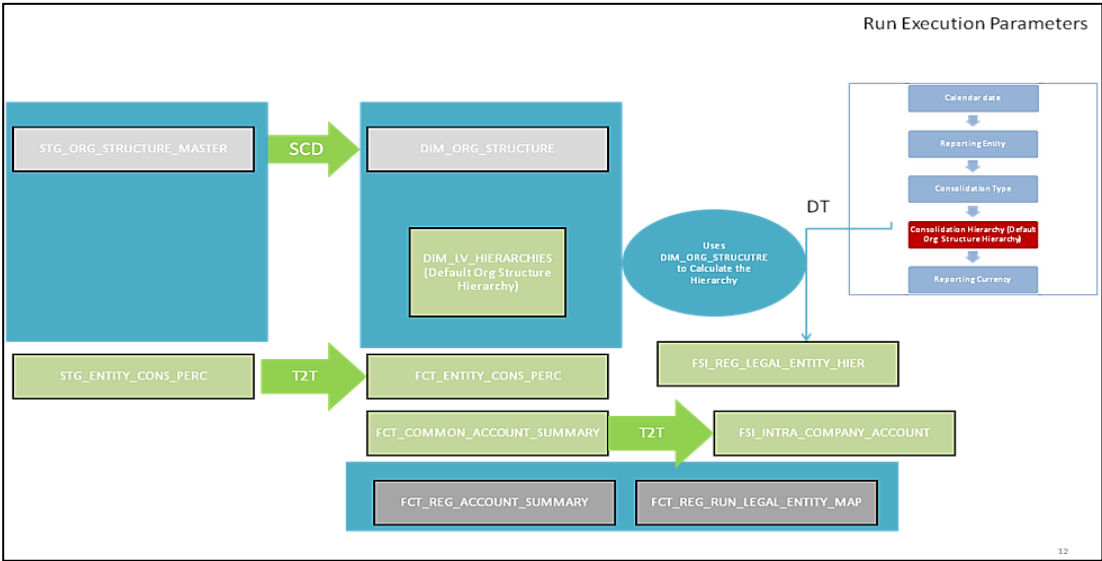 Run Execution Parameters
Calendar date
STG_ORG_STRUCTURE_MASTER
SCD
DIM_ORG_STRUCTURE
Reporting Entity
Consolidation Type
DT
Consolidation Hierarchy (Default
Org Structure Hierarchy)
Uses
DIM_ORG_STRUCUTRE
to Calculate the
Hierarchy
DIM_LV_HIERARCHIES
(Default Org Structure
Hierarchy)
Reporting Currency
FSI_REG_LEGAL_ENTITY_HIER
STG_ENTITY_CONS_PERC
T2T
FCT_ENTITY_CONS_PERC
FCT_COMMON_ACCOUNT_SUMMARY
T2T
FSI_INTRA_COMPANY_ACCOUNT
FCT_REG_ACCOUNT_SUMMARY
FCT_REG_RUN_LEGAL_ENTITY_MAP
12